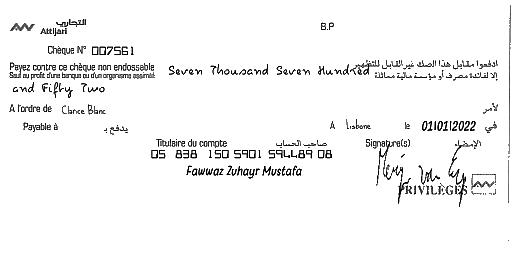 التجاري
Attijari
B.P
Chèque N° 007561
Payez contre ce chèque non endossable
Sauf au profit d'une banque ou d'un organisme assimilé
Seven Thousand Seven Hundred
ادفعوا مقابل هذا الصك غير القابل للتظهير
إلا لفائدة مصرف أو مؤسسة مالية مماثلة
and Fifty Two
A l'ordre de Clance Blanc
لأمر
Payable à
يدفع بـ
A Lisbone le 01/01/2022 في
Titulaire du compte صاحب الحساب
Signature(s) الإمضاء
05 838 150 5901 594489 08
Fawwaz Zuhayr Mustafa
PRIVILÈGES